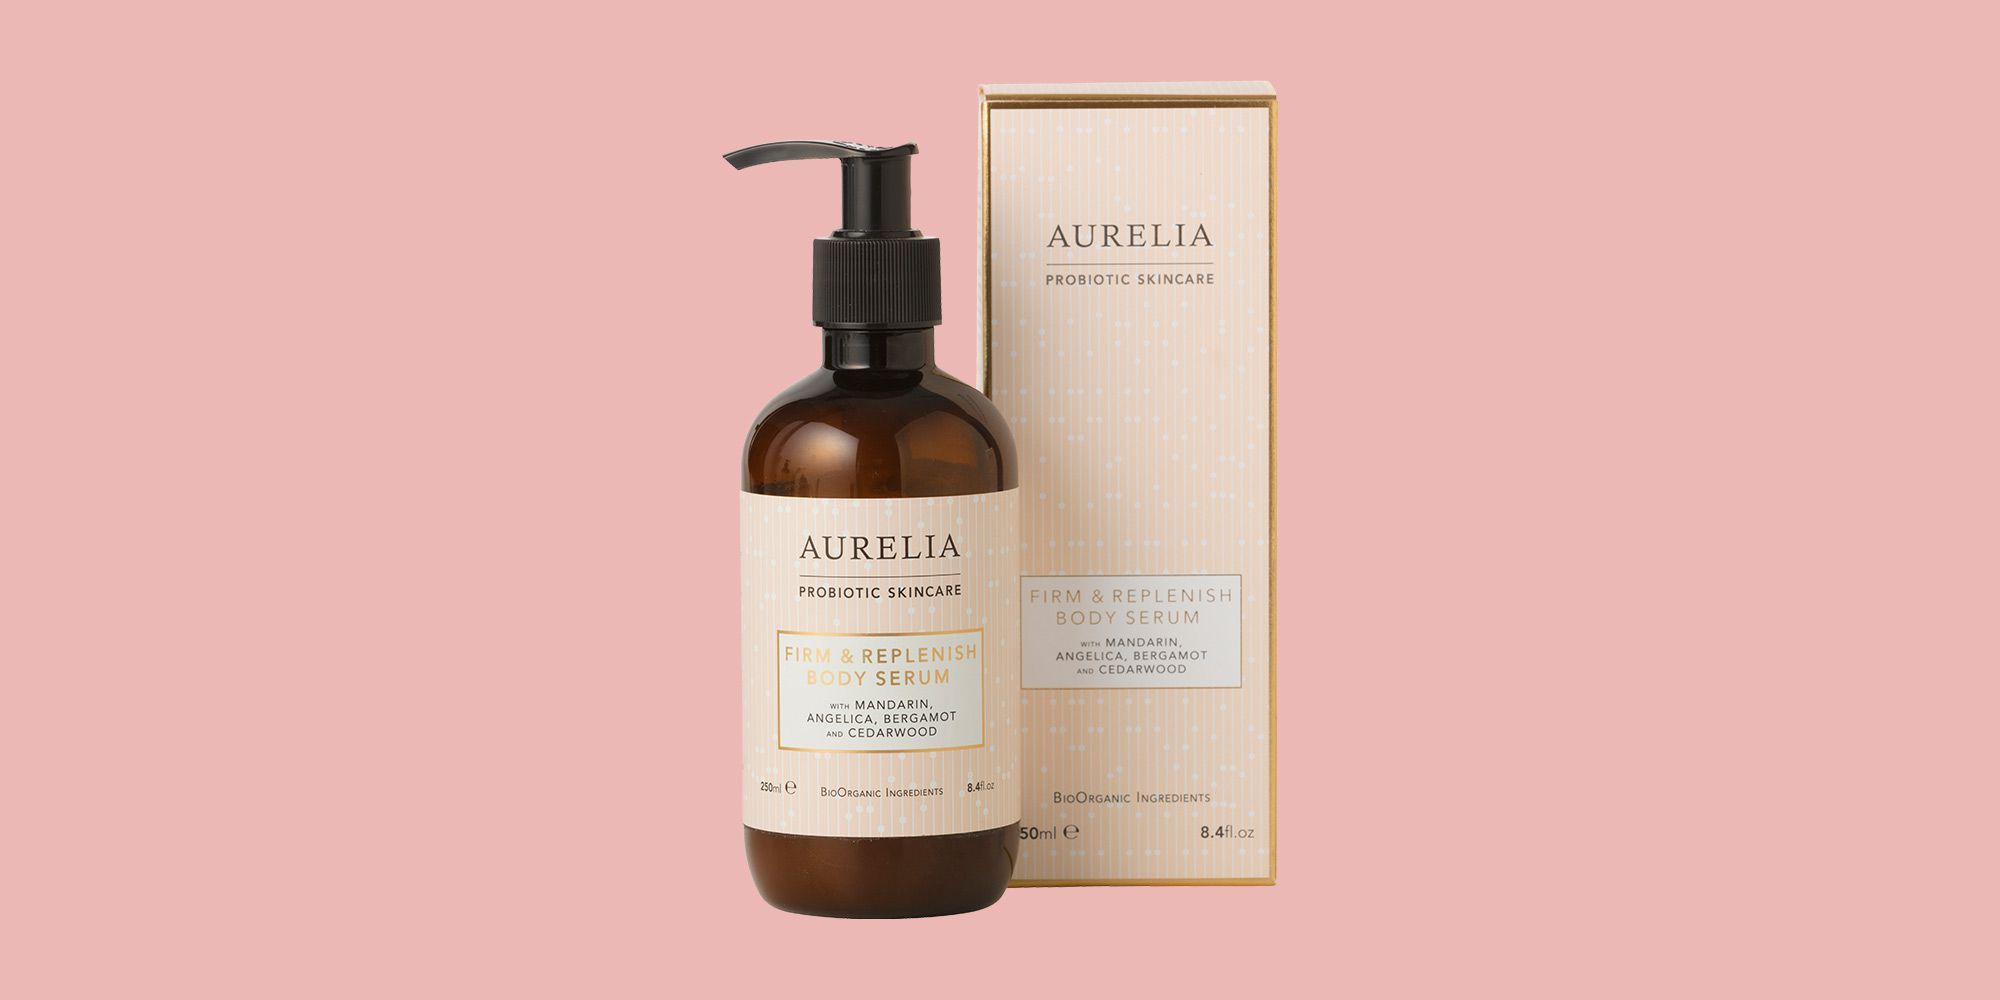 AURELIA
PROBIOTIC SKINCARE
FIRM & REPLENISH
BODY SERUM
WITH MANDARIN,
ANGELICA, BERGAMOT
AND CEDARWOOD
250ml ℮ BIOORGANIC INGREDIENTS 8.4fl.oz
AURELIA
PROBIOTIC SKINCARE
FIRM & REPLENISH
BODY SERUM
WITH MANDARIN,
ANGELICA, BERGAMOT
AND CEDARWOOD
BIOORGANIC INGREDIENTS
50ml ℮ 8.4fl.oz